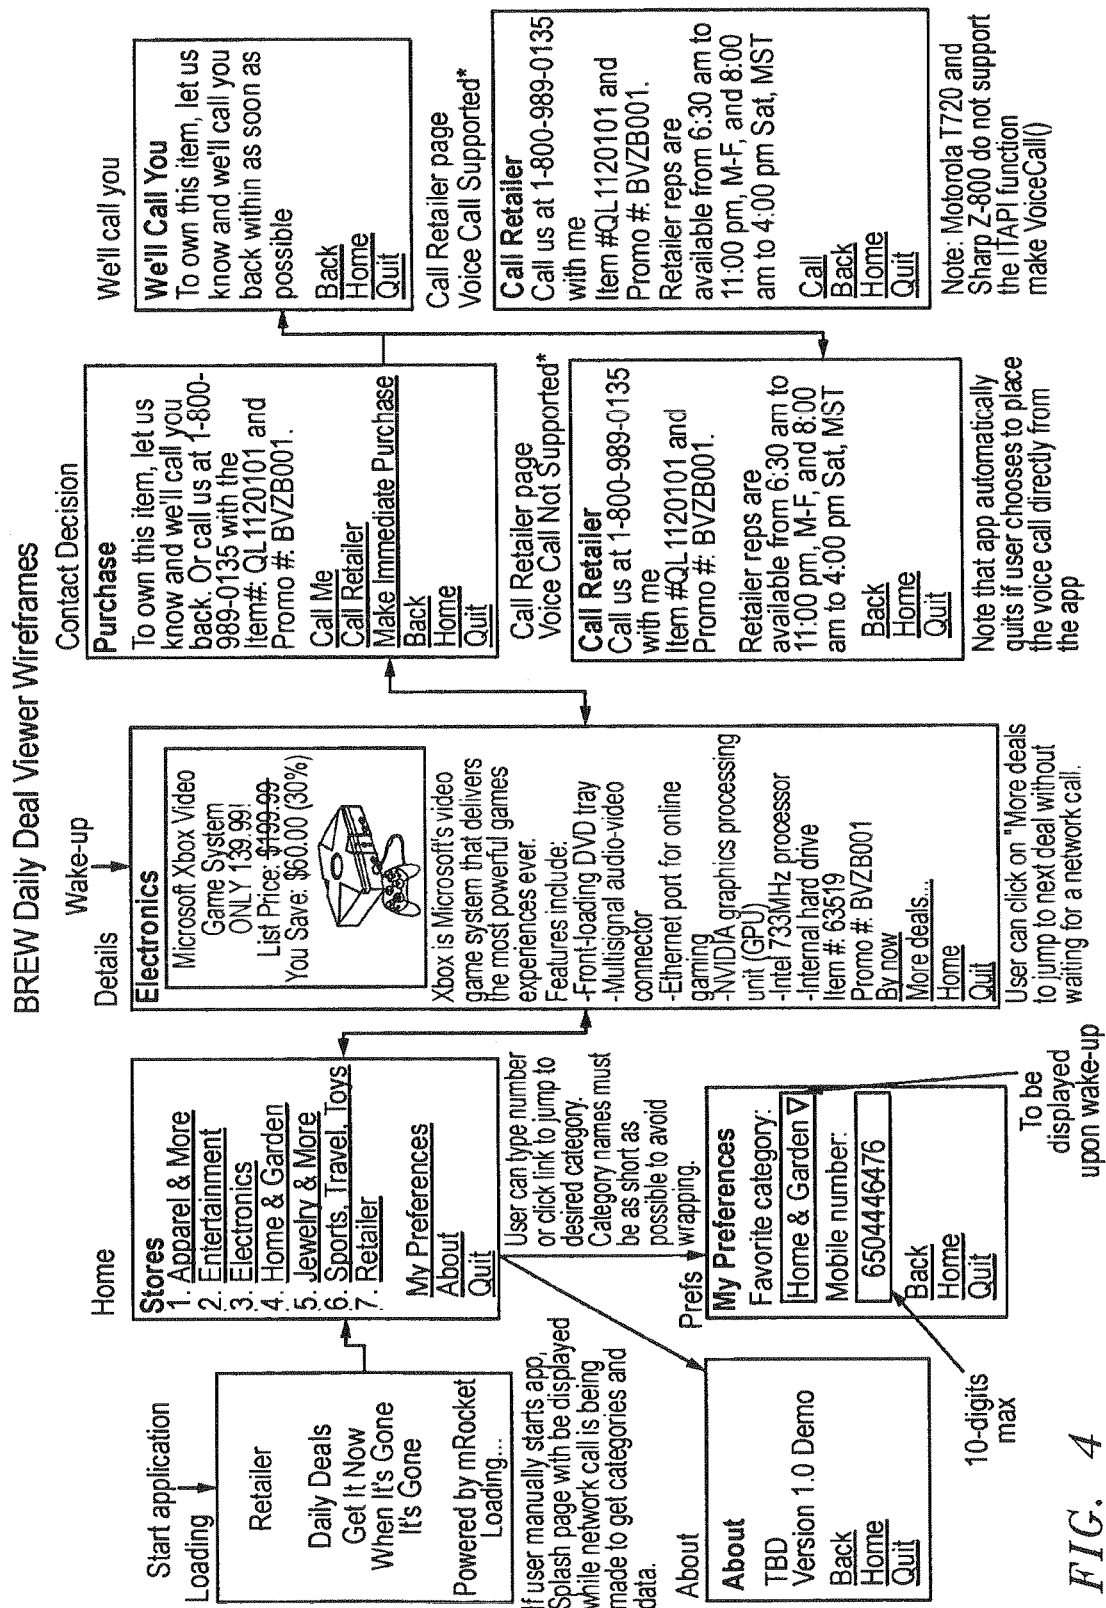 BREW Daily Deal Viewer Wireframes
Start application
Loading
Retailer
Daily Deals
Get It Now
When It's Gone
It's Gone
Powered by mRocket
Loading...
If user manually starts app,
Splash page with be displayed
while network call is being
made to get categories and
data.
Home
Stores
1. Apparel & More
2. Entertainment
3. Electronics
4. Home & Garden
5. Jewelry & More
6. Sports, Travel, Toys
7. Retailer
My Preferences
About
Quit
User can type number
or click link to jump to
desired category.
Category names must
be as short as
possible to avoid
wrapping.
About
About
TBD
Version 1.0 Demo
Back
Home
Quit
Prefs
My Preferences
Favorite category:
Home & Garden
Mobile number:
6504446476
Back
Home
Quit
10-digits
max
To be
displayed
upon wake-up
Details
Wake-up
Electronics
Microsoft Xbox Video
Game System
ONLY 139.99!
List Price: $199.99
You Save: $60.00 (30%)
Xbox is Microsoft's video
game system that delivers
the most powerful games
experiences ever.
Features include:
-Front-loading DVD tray
-Multisignal audio-video
connector
-Ethernet port for online
gaming
-NVIDIA graphics processing
unit (GPU)
-Intel 733MHz processor
-Internal hard drive
Item #: 63519
Promo #: BVZB001
By now
More deals...
Home
Quit
User can click on "More deals
to jump to next deal without
waiting for a network call.
Contact Decision
Purchase
To own this item, let us
know and we'll call you
back. Or call us at 1-800-
989-0135 with the
Item#: QL1120101 and
Promo #: BVZB001.
Call Me
Call Retailer
Make Immediate Purchase
Back
Home
Quit
Call Retailer page
Voice Call Not Supported*
Call Retailer
Call us at 1-800-989-0135
with me
Item #QL1120101 and
Promo #: BVZB001.
Retailer reps are
available from 6:30 am to
11:00 pm, M-F, and 8:00
am to 4:00 pm Sat, MST
Back
Home
Quit
Note that app automatically
quits if user chooses to place
the voice call directly from
the app
We'll call you
We'll Call You
To own this item, let us
know and we'll call you
back within as soon as
possible
Back
Home
Quit
Call Retailer page
Voice Call Supported*
Call Retailer
Call us at 1-800-989-0135
with me
Item #QL1120101 and
Promo #: BVZB001.
Retailer reps are
available from 6:30 am to
11:00 pm, M-F, and 8:00
am to 4:00 pm Sat, MST
Call
Back
Home
Quit
Note: Motorola T720 and
Sharp Z-800 do not support
the ITAPI function
make VoiceCall()
FIG. 4